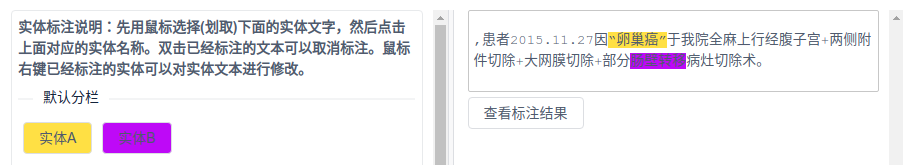 实体标注说明：先用鼠标选择(划取)下面的实体文字，然后点击
上面对应的实体名称。双击已经标注的文本可以取消标注。鼠标
右键已经标注的实体可以对实体文本进行修改。
默认分栏
实体A 实体B
,患者2015.11.27因“卵巢癌”于我院全麻上行经腹子宫+两侧附
件切除+大网膜切除+部分病灶切除术。
查看标注结果